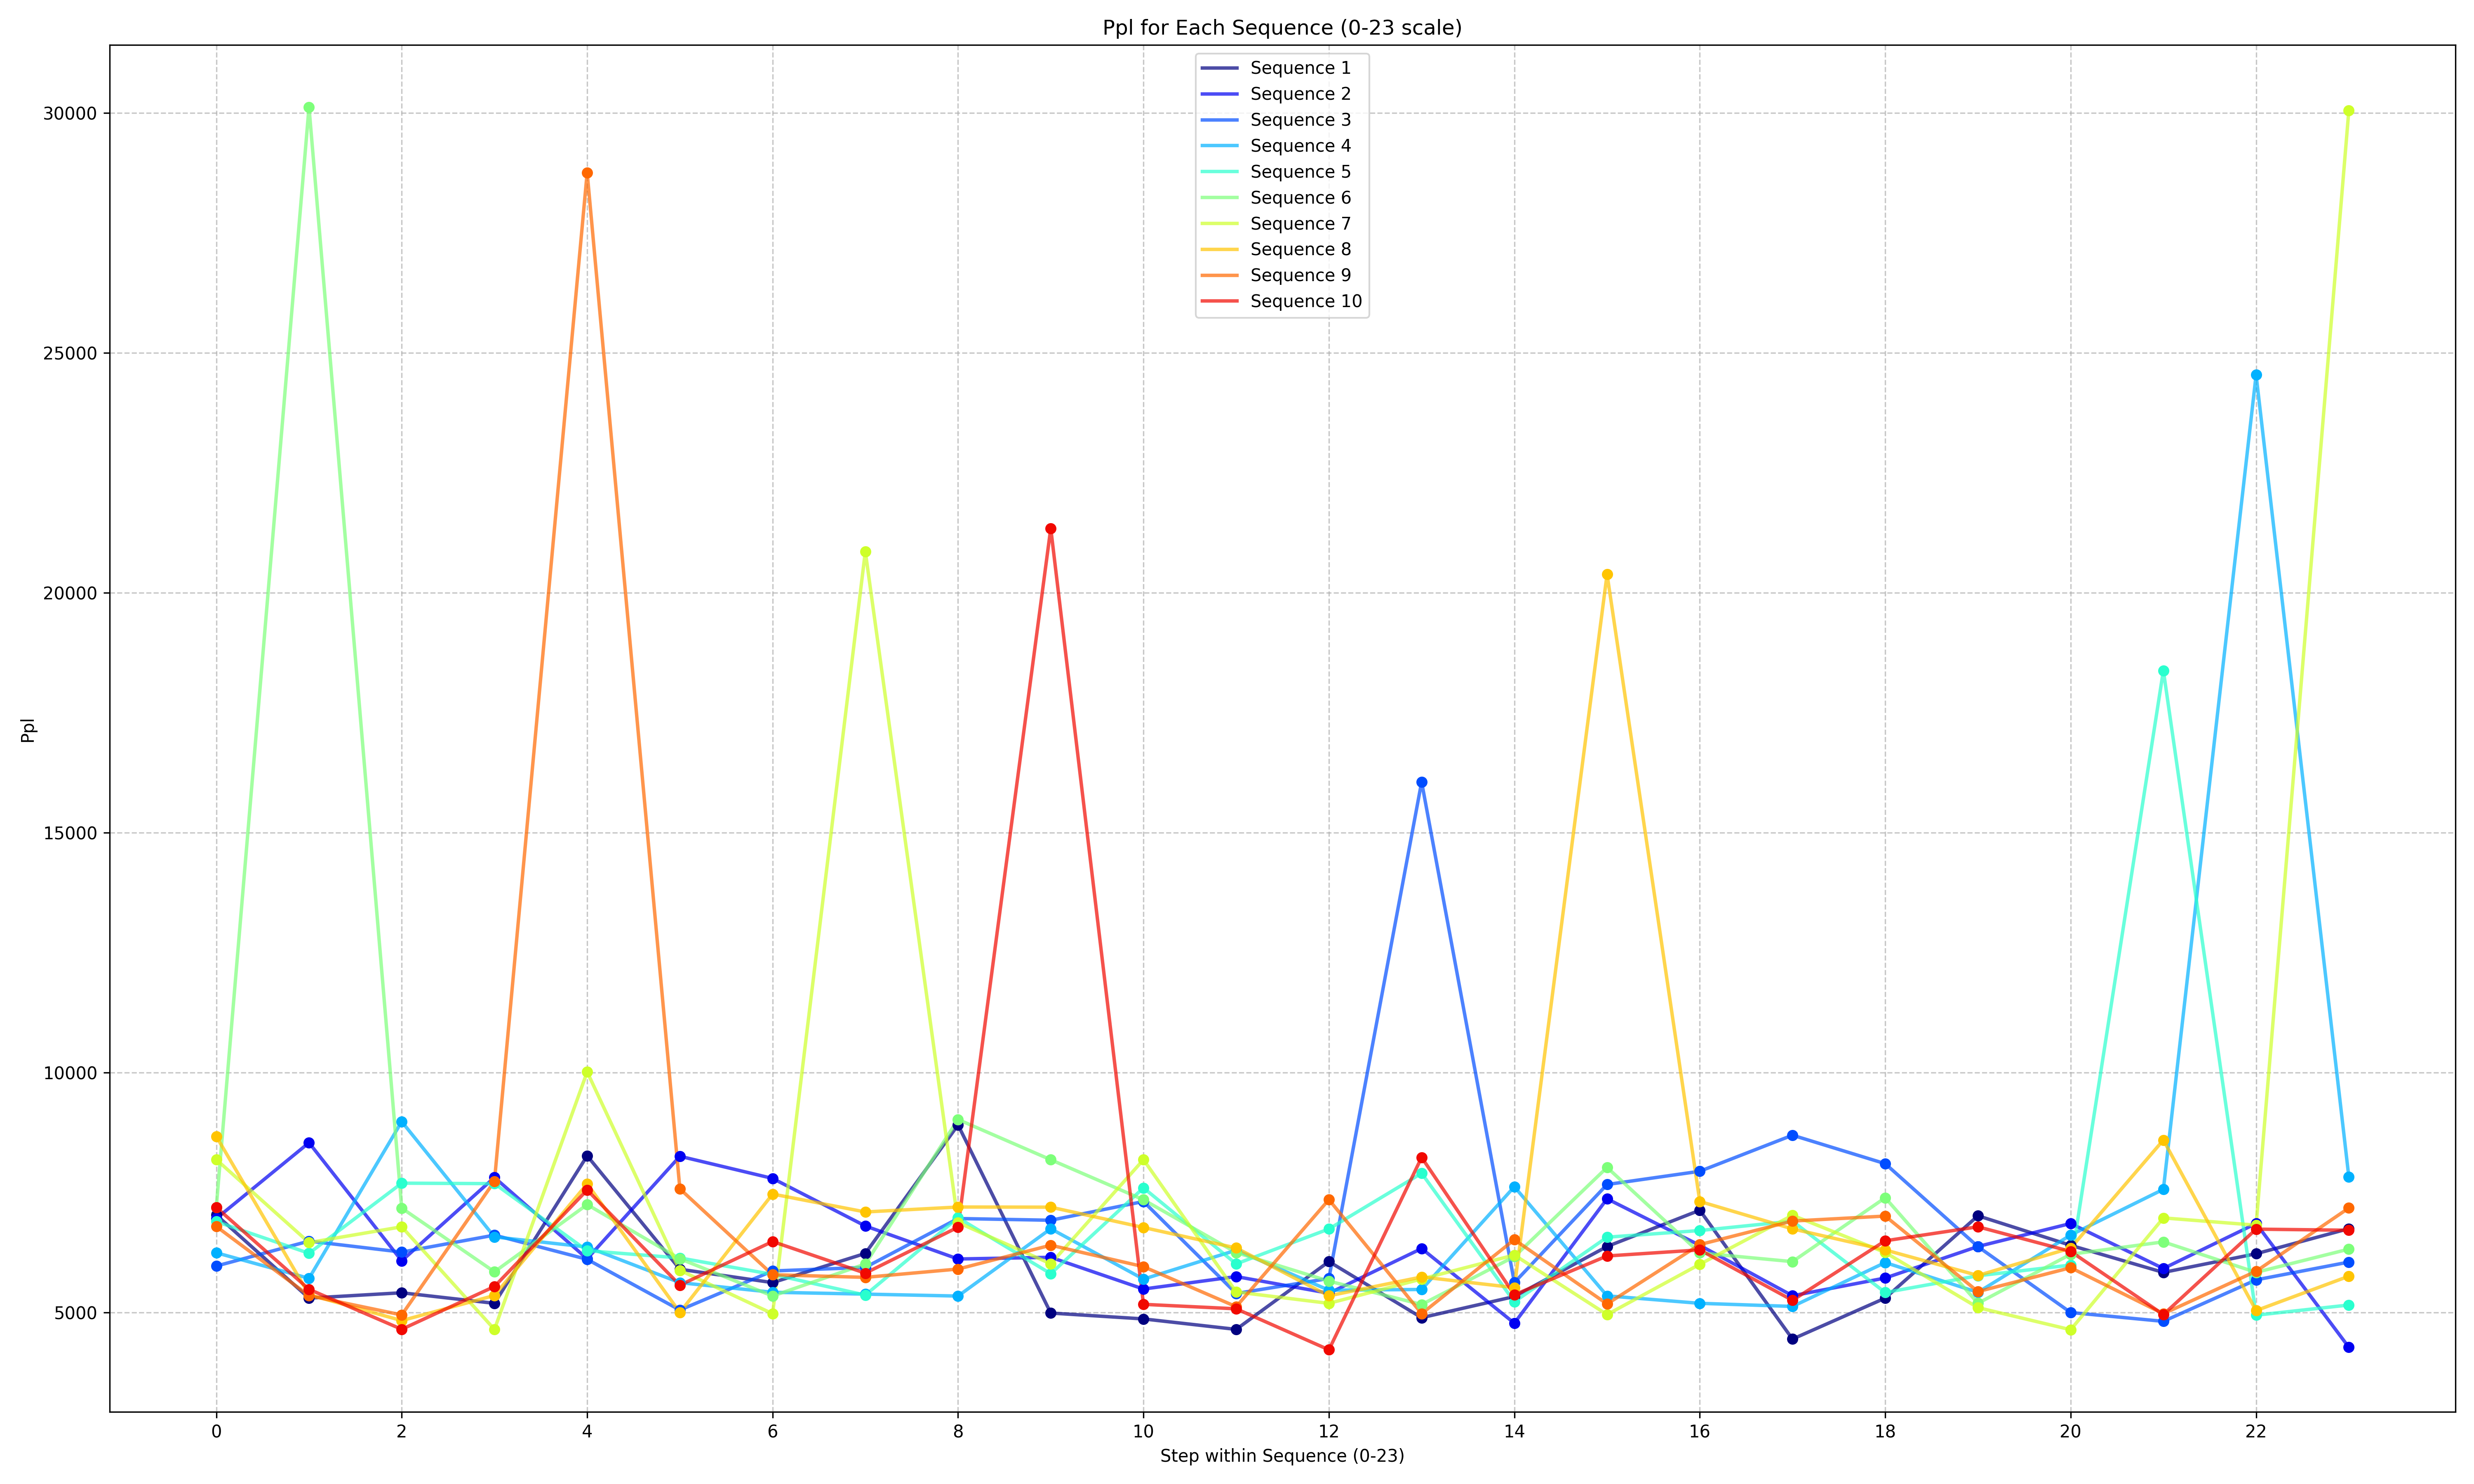 Ppl for Each Sequence (0-23 scale)
Sequence 1
Sequence 2
Sequence 3
Sequence 4
Sequence 5
Sequence 6
Sequence 7
Sequence 8
Sequence 9
Sequence 10
30000
25000
20000
15000
10000
5000
Ppl
0 2 4 6 8 10 12 14 16 18 20 22
Step within Sequence (0-23)